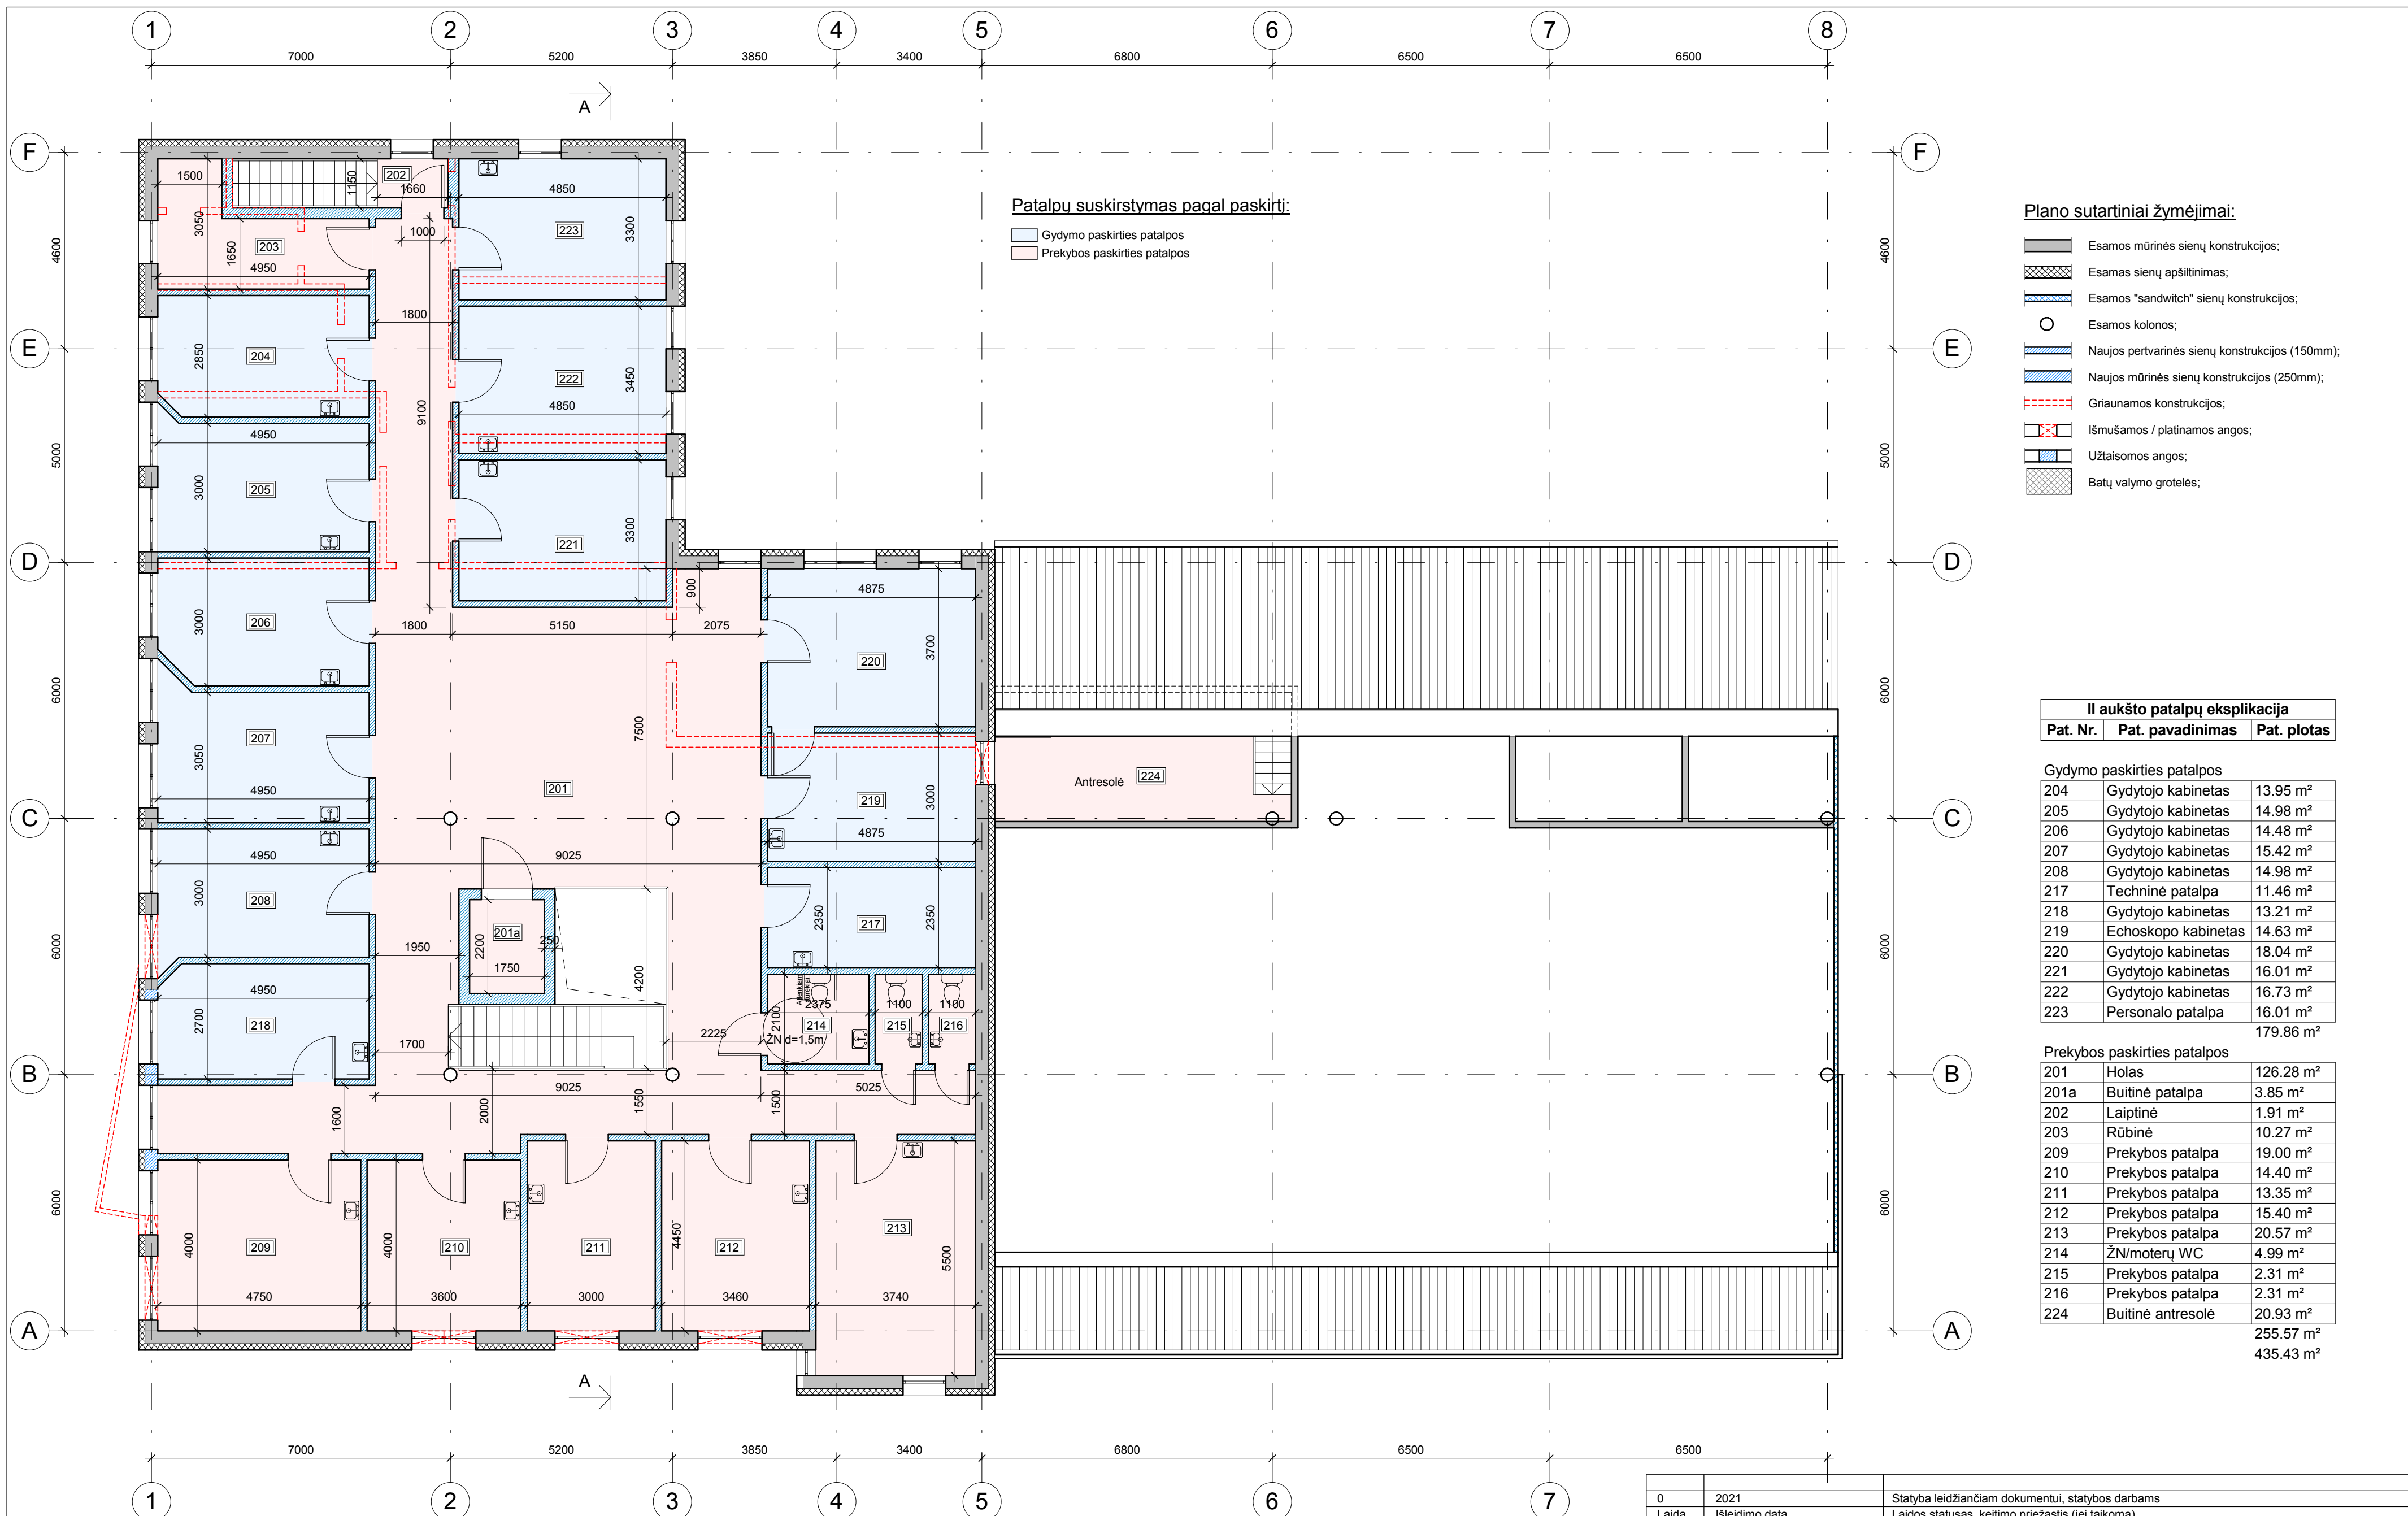 1 2 3 4 5 6 7 8
7000 5200 3850 3400 6800 6500 6500
A
F F
1500 1150 202 1660 4850
3050 1650 203 1000 223 3300
4950
4600 4600
Patalpų suskirstymas pagal paskirtį:
Gydymo paskirties patalpos
Prekybos paskirties patalpos
Plano sutartiniai žymėjimai:
Esamos mūrinės sienų konstrukcijos;
Esamas sienų apšiltinimas;
Esamos "sandwitch" sienų konstrukcijos;
Esamos kolonos;
Naujos pertvarinės sienų konstrukcijos (150mm);
Naujos mūrinės sienų konstrukcijos (250mm);
Griaunamos konstrukcijos;
Išmušamos / platinamos angos;
Užtaisomos angos;
Batų valymo grotelės;
1800
E E
2850 204 222 3450
4850
9100
4950
5000 5000
3000 205
221 3300
D D
900 4875
3000 206 1800 5150 2075
220 3700
6000 6000
7500
3050 207
4950
201
Antresolė 224
219 3000
C C
4950 9025 4875
3000 208
201a 250 2200 1750
1950
2350 217 2350
6000 6000
4200
4950
2700 218
2375 1100 1100
2100 214 215 216
ŽN d=1,5m
2225
1700
B B
9025 5025
1600 2000 1550 1500
6000 6000
4000 209 4000 210 211 4450 212 213 5500
4750 3600 3000 3460 3740
A A
A
7000 5200 3850 3400 6800 6500 6500
1 2 3 4 5 6 7
II aukšto patalpų eksplikacija
Pat. Nr. Pat. pavadinimas Pat. plotas
Gydymo paskirties patalpos
204 Gydytojo kabinetas 13.95 m²
205 Gydytojo kabinetas 14.98 m²
206 Gydytojo kabinetas 14.48 m²
207 Gydytojo kabinetas 15.42 m²
208 Gydytojo kabinetas 14.98 m²
217 Techninė patalpa 11.46 m²
218 Gydytojo kabinetas 13.21 m²
219 Echoskopo kabinetas 14.63 m²
220 Gydytojo kabinetas 18.04 m²
221 Gydytojo kabinetas 16.01 m²
222 Gydytojo kabinetas 16.73 m²
223 Personalo patalpa 16.01 m²
179.86 m²
Prekybos paskirties patalpos
201 Holas 126.28 m²
201a Buitinė patalpa 3.85 m²
202 Laiptinė 1.91 m²
203 Rūbinė 10.27 m²
209 Prekybos patalpa 19.00 m²
210 Prekybos patalpa 14.40 m²
211 Prekybos patalpa 13.35 m²
212 Prekybos patalpa 15.40 m²
213 Prekybos patalpa 20.57 m²
214 ŽN/moterų WC 4.99 m²
215 Prekybos patalpa 2.31 m²
216 Prekybos patalpa 2.31 m²
224 Buitinė antresolė 20.93 m²
255.57 m²
435.43 m²
0 2021 Statyba leidžiančiam dokumentui, statybos darbams
Laida Išleidimo data Laidos statusas, keitimo priežastis (jei taikoma)